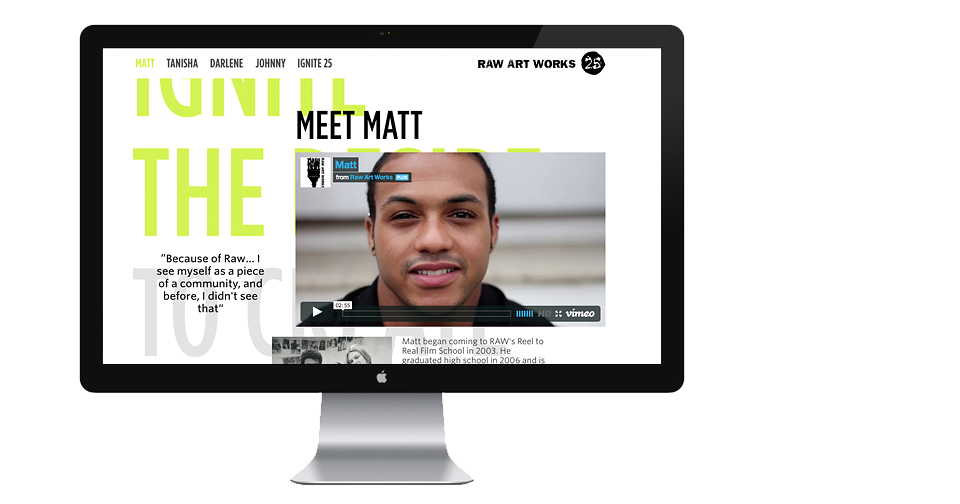 MATT TANISHA DARLENE JOHNNY IGNITE 25
RAW ART WORKS 25
IGNITE
MEET MATT
THE DESIRE
Matt
from Raw Art Works PLUS
"Because of Raw... I
see myself as a piece
of a community, and
before, I didn't see
that"
TO
02:55
HD vimeo
Matt began coming to RAW's Reel to
Real Film School in 2003. He
graduated high school in 2006 and is